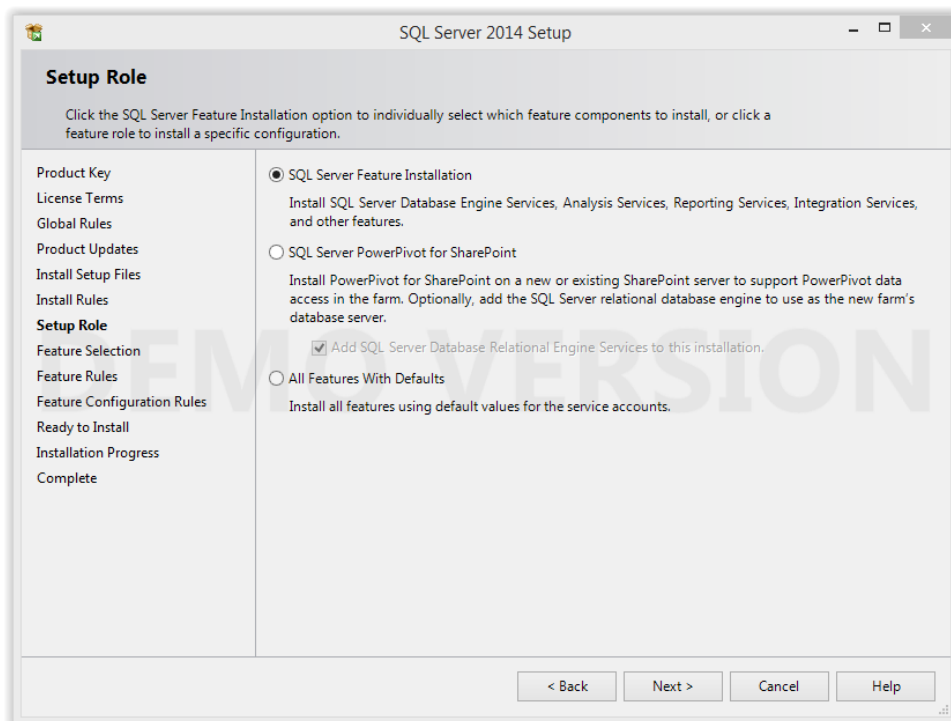 SQL Server 2014 Setup
Setup Role
Click the SQL Server Feature Installation option to individually select which feature components to install, or click a
feature role to install a specific configuration.
Product Key
License Terms
Global Rules
Product Updates
Install Setup Files
Install Rules
Setup Role
Feature Selection
Feature Rules
Feature Configuration Rules
Ready to Install
Installation Progress
Complete
SQL Server Feature Installation
Install SQL Server Database Engine Services, Analysis Services, Reporting Services, Integration Services,
and other features.
SQL Server PowerPivot for SharePoint
Install PowerPivot for SharePoint on a new or existing SharePoint server to support PowerPivot data
access in the farm. Optionally, add the SQL Server relational database engine to use as the new farm's
database server.
Add SQL Server Database Relational Engine Services to this installation.
All Features With Defaults
Install all features using default values for the service accounts.
DEMO VERSION
< Back
Next >
Cancel
Help